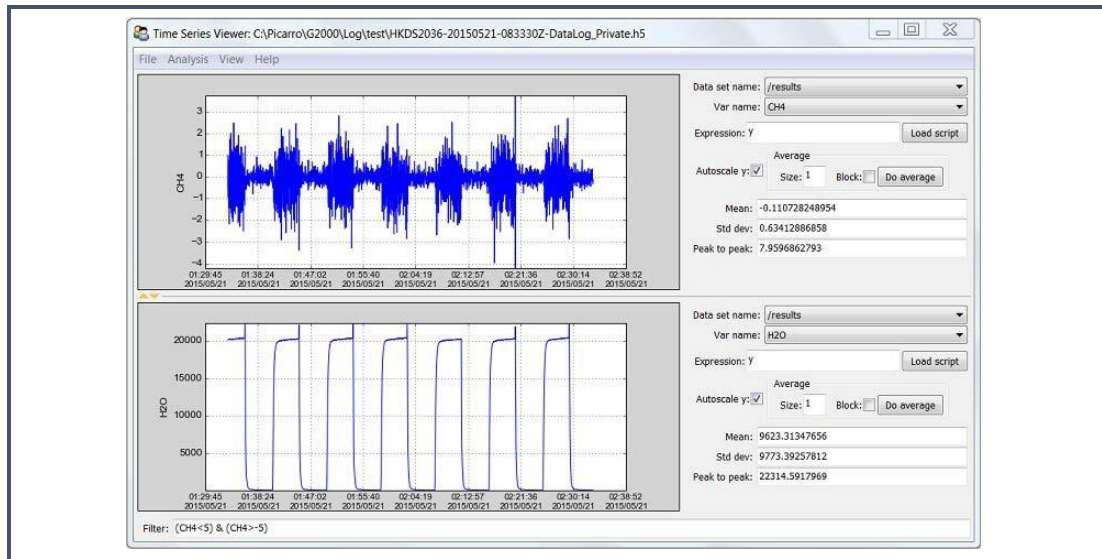 Time Series Viewer: C:\Picarro\G2000\Log\test\HKDS2036-20150521-083330Z-DataLog_Private.h5
File Analysis View Help
CH4
3
2
1
0
−1
−2
−3
−4
01:29:45 01:38:24 01:47:02 01:55:40 02:04:19 02:12:57 02:21:36 02:30:14 02:38:52
2015/05/21 2015/05/21 2015/05/21 2015/05/21 2015/05/21 2015/05/21 2015/05/21 2015/05/21 2015/05/21
Data set name: /results
Var name: CH4
Expression: y Load script
Average
Autoscale y: Size: 1 Block: Do average
Mean: -0.110728248954
Std dev: 0.63412886858
Peak to peak: 7.9596862793
H2O
20000
15000
10000
5000
01:29:45 01:38:24 01:47:02 01:55:40 02:04:19 02:12:57 02:21:36 02:30:14 02:38:52
2015/05/21 2015/05/21 2015/05/21 2015/05/21 2015/05/21 2015/05/21 2015/05/21 2015/05/21 2015/05/21
Data set name: /results
Var name: H2O
Expression: y Load script
Average
Autoscale y: Size: 1 Block: Do average
Mean: 9623.31347656
Std dev: 9773.39257812
Peak to peak: 22314.5917969
Filter: (CH4<5) & (CH4>-5)